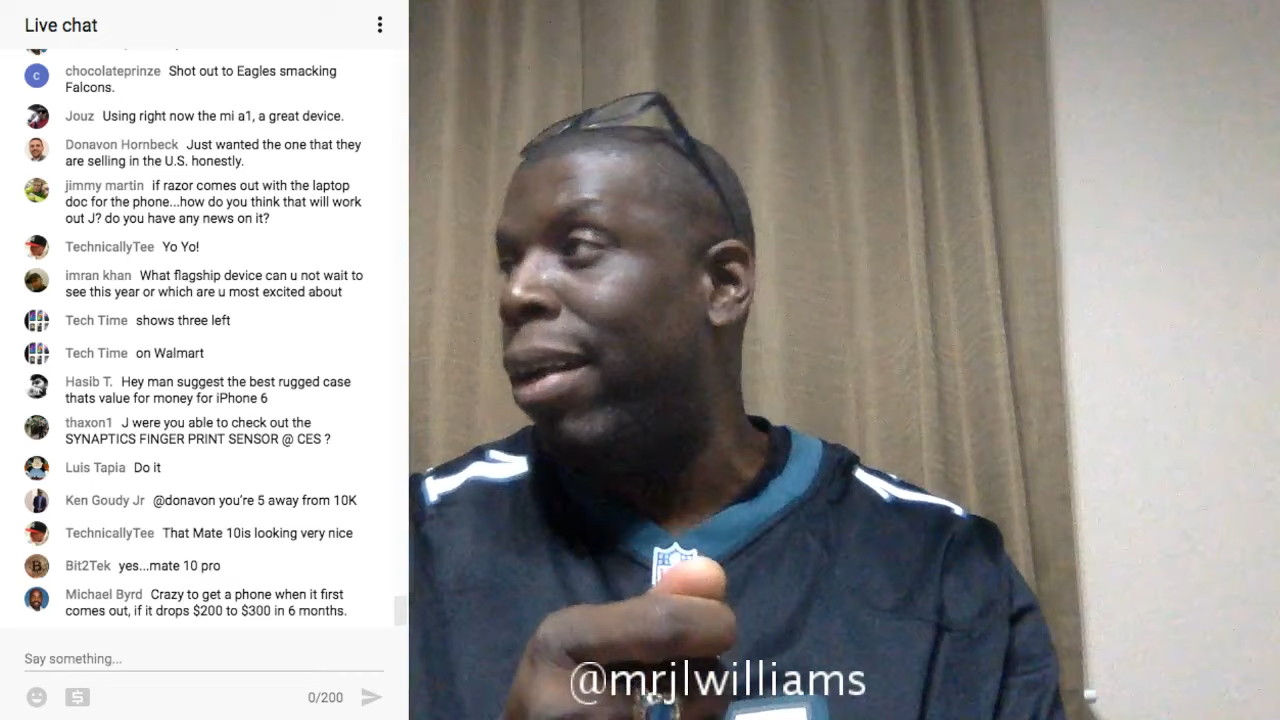 Live chat
chocolateprinze Shot out to Eagles smacking
Falcons.
Jouz Using right now the mi a1, a great device.
Donavon Hornbeck Just wanted the one that they
are selling in the U.S. honestly.
jimmy martin if razor comes out with the laptop
doc for the phone...how do you think that will work
out J? do you have any news on it?
TechnicallyTee Yo Yo!
imran khan What flagship device can u not wait to
see this year or which are u most excited about
Tech Time shows three left
Tech Time on Walmart
Hasib T. Hey man suggest the best rugged case
thats value for money for iPhone 6
thaxon1 J were you able to check out the
SYNAPTICS FINGER PRINT SENSOR @ CES ?
Luis Tapia Do it
Ken Goudy Jr @donavon you're 5 away from 10K
TechnicallyTee That Mate 10is looking very nice
Bit2Tek yes...mate 10 pro
Michael Byrd Crazy to get a phone when it first
comes out, if it drops $200 to $300 in 6 months.
Say something...
0/200
@mrjlwilliams